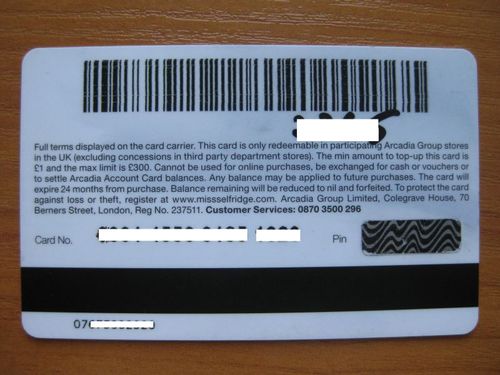 Full terms displayed on the card carrier. This card is only redeemable in participating Arcadia Group stores
in the UK (excluding concessions in third party department stores). The min amount to top-up this card is
£1 and the max limit is £300. Cannot be used for online purchases, be exchanged for cash or vouchers or
to settle Arcadia Account Card balances. Any balance may be applied to future purchases. The card will
expire 24 months from purchase. Balance remaining will be reduced to nil and forfeited. To protect the card
against loss or theft, register at www.missselfridge.com. Arcadia Group Limited, Colegrave House, 70
Berners Street, London, Reg No. 237511. Customer Services: 0870 3500 296
Card No. Pin